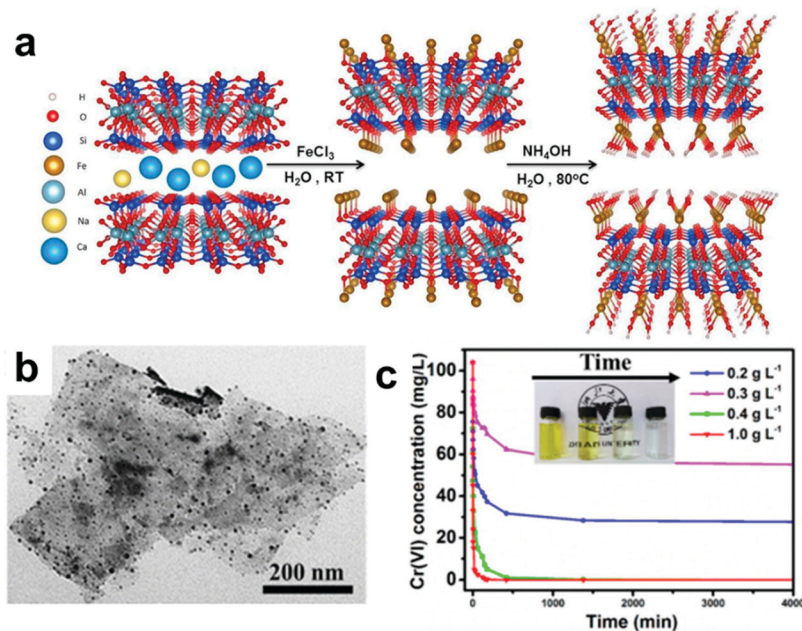 a
H
O
Si
Fe
Al
Na
Ca
FeCl₃
H₂O , RT
NH₄OH
H₂O , 80°C
b
200 nm
c
Time
0.2 g L⁻¹
0.3 g L⁻¹
0.4 g L⁻¹
1.0 g L⁻¹
Cr(VI) concentration (mg/L)
100
80
60
40
20
0
0 1000 2000 3000 4000
Time (min)